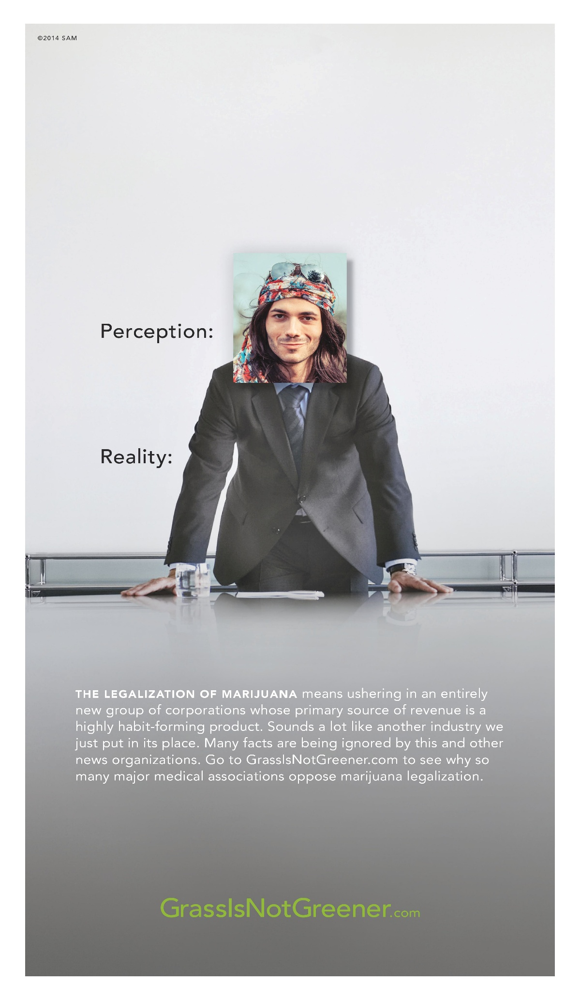 ©2014 SAM
Perception:
Reality:
THE LEGALIZATION OF MARIJUANA means ushering in an entirely
new group of corporations whose primary source of revenue is a
highly habit-forming product. Sounds a lot like another industry we
just put in its place. Many facts are being ignored by this and other
news organizations. Go to GrassIsNotGreener.com to see why so
many major medical associations oppose marijuana legalization.
GrassIsNotGreener.com